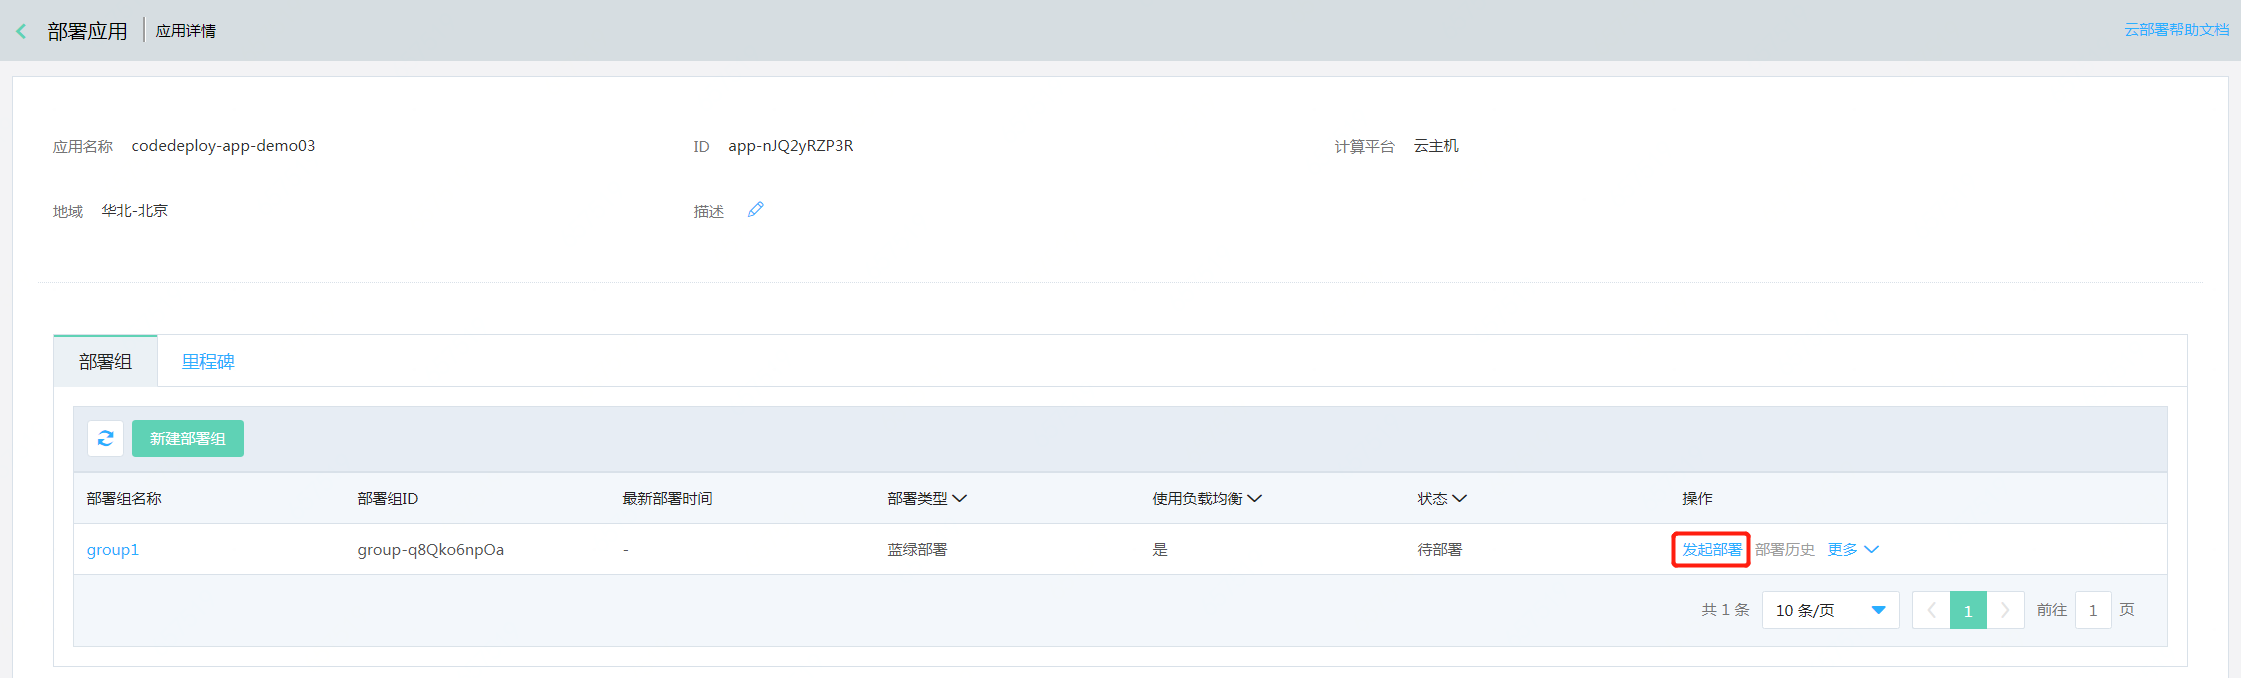 部署应用 应用详情 云部署帮助文档
应用名称 codedeploy-app-demo03 ID app-nJQ2yRZP3R 计算平台 云主机
地域 华北-北京 描述
部署组 里程碑
新建部署组
部署组名称 部署组ID 最新部署时间 部署类型 使用负载均衡 状态 操作
group1 group-q8Qko6npOa - 蓝绿部署 是 待部署 发起部署 部署历史 更多
共 1 条 10 条/页 1 前往 1 页